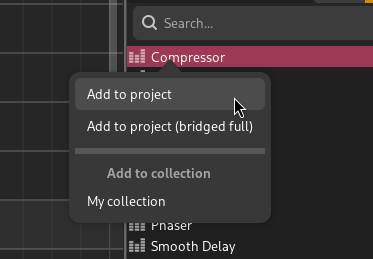 Search...
Compressor
Add to project
Add to project (bridged full)
Add to collection
My collection
Phaser
Smooth Delay